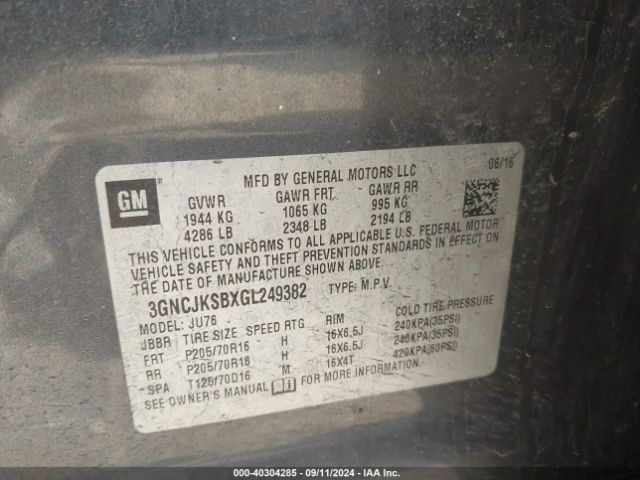 GM
MFD BY GENERAL MOTORS LLC 06/16
GVWR GAWR FRT GAWR RR
1944 KG 1065 KG 995 KG
4286 LB 2348 LB 2194 LB
THIS VEHICLE CONFORMS TO ALL APPLICABLE U.S. FEDERAL MOTOR
VEHICLE SAFETY AND THEFT PREVENTION STANDARDS IN EFFECT ON
THE DATE OF MANUFACTURE SHOWN ABOVE.
3GNCJKSBXGL249382 TYPE: M.P.V
MODEL: JU76
JBBR TIRE SIZE SPEED RTG RIM COLD TIRE PRESSURE
FRT P205/70R16 H 16X6.5J 240KPA(35PSI)
RR P205/70R16 H 16X6.5J 240KPA(35PSI)
SPA T125/70D16 M 16X4T 420KPA(60PSI)
SEE OWNER'S MANUAL FOR MORE INFORMATION.
000-40304285 - 09/11/2024 - IAA Inc.